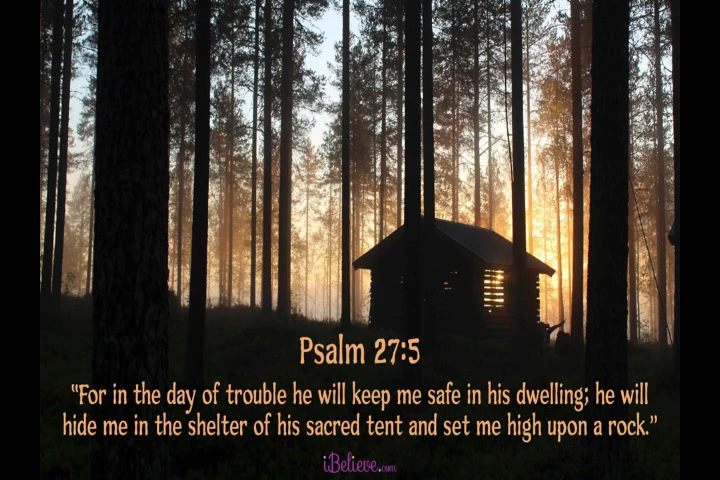 Psalm 27:5
“For in the day of trouble he will keep me safe in his dwelling; he will
hide me in the shelter of his sacred tent and set me high upon a rock.”
iBelieve.com